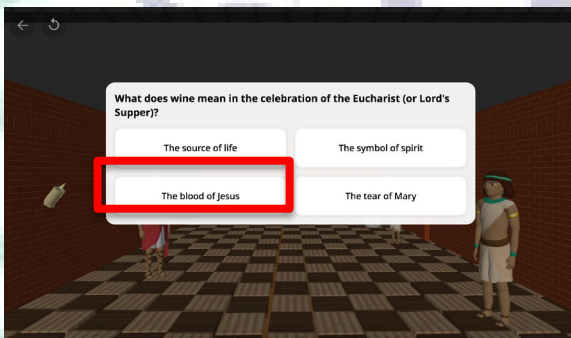 What does wine mean in the celebration of the Eucharist (or Lord's
Supper)?
The source of life
The symbol of spirit
The blood of Jesus
The tear of Mary